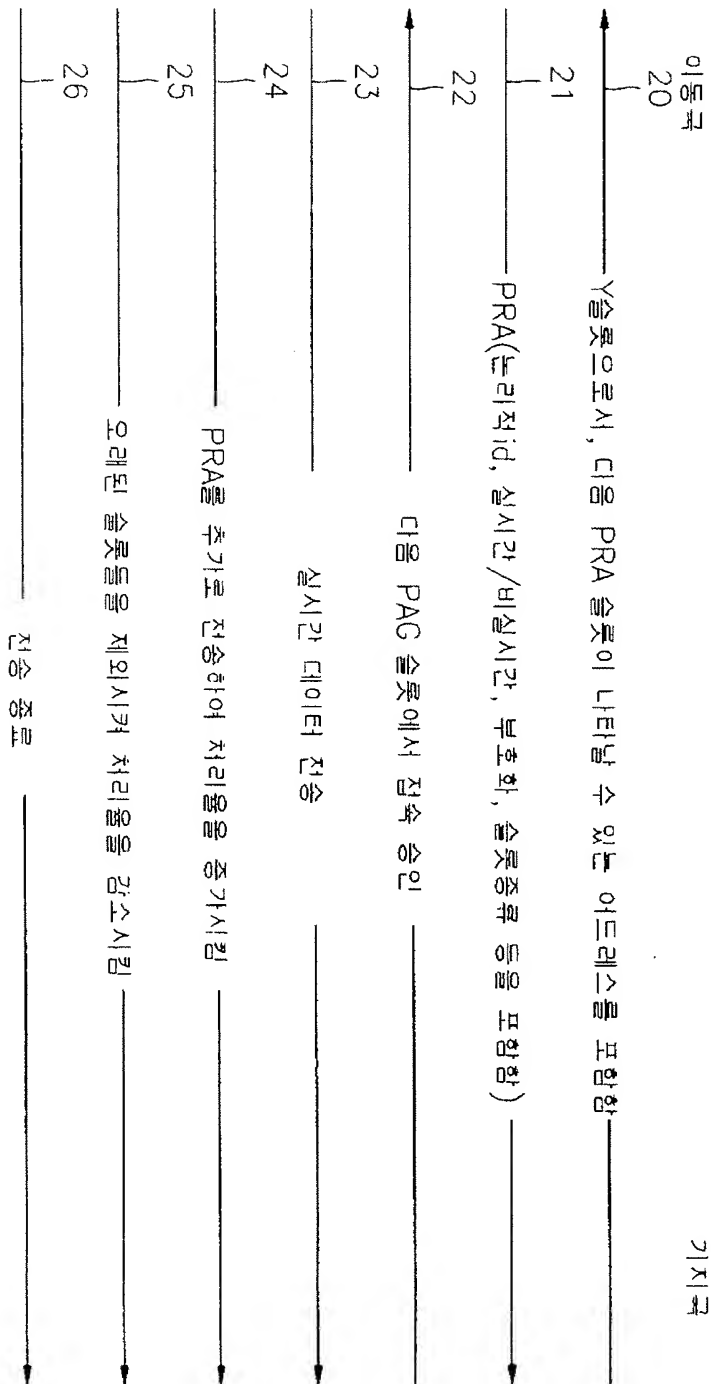 이동국
기지국
20
Y슬롯으로서, 다음 PRA 슬롯이 나타날 수 있는 어드레스를 포함함
21
PRA(논리적id, 실시간/비실시간, 부호화, 슬롯종류 등을 포함함)
22
다음 PAG 슬롯에서 접속 승인
23
실시간 데이터 전송
24
PRA를 추가로 전송하여 처리율을 증가시킴
25
오래된 슬롯들을 제외시켜 처리율을 감소시킴
26
전송 종료